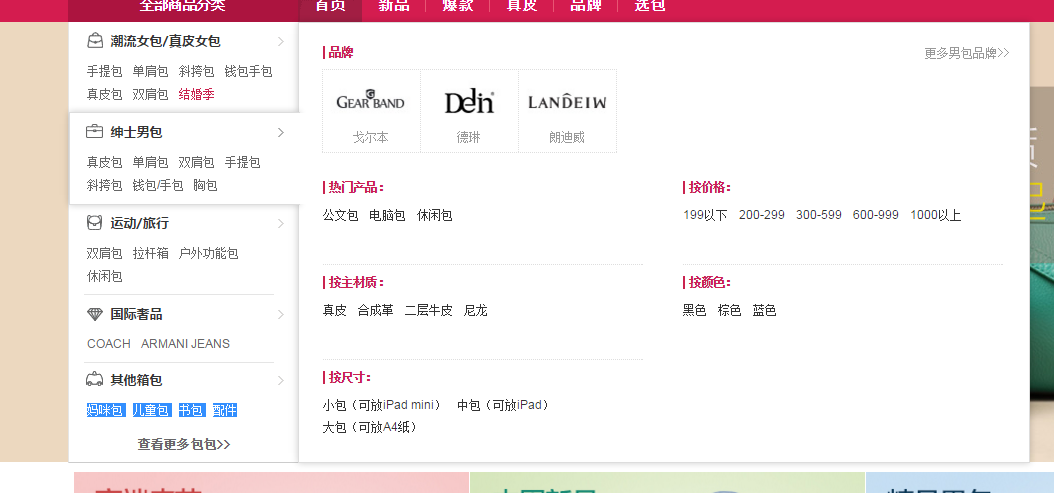 全部商品分类 首页 新品 爆款 真皮 品牌 选包
潮流女包/真皮女包
手提包 单肩包 斜挎包 钱包手包
真皮包 双肩包 结婚季
绅士男包
真皮包 单肩包 双肩包 手提包
斜挎包 钱包/手包 胸包
运动/旅行
双肩包 拉杆箱 户外功能包
休闲包
国际奢品
COACH ARMANI JEANS
其他箱包
妈咪包 儿童包 书包 配件
查看更多包包>>
品牌
更多男包品牌>>
GEAR BAND Delin LANDEIW
戈尔本 德琳 朗迪威
热门产品：
公文包 电脑包 休闲包
按价格：
199以下 200-299 300-599 600-999 1000以上
按主材质：
真皮 合成革 二层牛皮 尼龙
按颜色：
黑色 棕色 蓝色
按尺寸：
小包（可放iPad mini） 中包（可放iPad）
大包（可放A4纸）